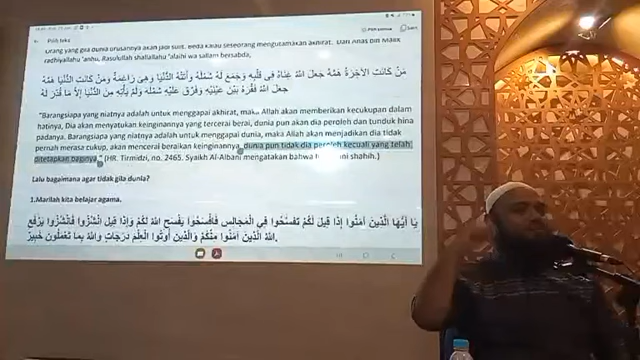 Orang yang gila dunia urusannya akan jadi sulit. Beda kalau seseorang mengutamakan akhirat. Dari Anas bin Malik
radhiyallahu 'anhu, Rasulullah shallallahu 'alaihi wa sallam bersabda,
مَنْ كَانَتِ الآخِرَةُ هَمَّهُ جَعَلَ اللَّهُ غِنَاهُ فِى قَلْبِهِ وَجَمَعَ لَهُ شَمْلَهُ وَأَتَتْهُ الدُّنْيَا وَهِىَ رَاغِمَةٌ وَمَنْ كَانَتِ الدُّنْيَا هَمَّهُ
جَعَلَ اللَّهُ فَقْرَهُ بَيْنَ عَيْنَيْهِ وَفَرَّقَ عَلَيْهِ شَمْلَهُ وَلَمْ يَأْتِهِ مِنَ الدُّنْيَا إِلاَّ مَا قُدِّرَ لَهُ
"Barangsiapa yang niatnya adalah untuk menggapai akhirat, maka Allah akan memberikan kecukupan dalam
hatinya, Dia akan menyatukan keinginannya yang tercerai berai, dunia pun akan dia peroleh dan tunduk hina
padanya. Barangsiapa yang niatnya adalah untuk menggapai dunia, maka Allah akan menjadikan dia tidak
pernah merasa cukup, akan mencerai beraikan keinginannya, dunia pun tidak dia peroleh kecuali yang telah
ditetapkan baginya." (HR. Tirmidzi, no. 2465. Syaikh Al-Albani mengatakan bahwa ini shahih.)
Lalu bagaimana agar tidak gila dunia?
1.Marilah kita belajar agama.
يَا أَيُّهَا الَّذِينَ آمَنُوا إِذَا قِيلَ لَكُمْ تَفَسَّحُوا فِي الْمَجَالِسِ فَافْسَحُوا يَفْسَحِ اللَّهُ لَكُمْ وَإِذَا قِيلَ انْشُزُوا فَانْشُزُوا يَرْفَعِ
اللَّهُ الَّذِينَ آمَنُوا مِنْكُمْ وَالَّذِينَ أُوتُوا الْعِلْمَ دَرَجَاتٍ وَاللَّهُ بِمَا تَعْمَلُونَ خَبِيرٌ